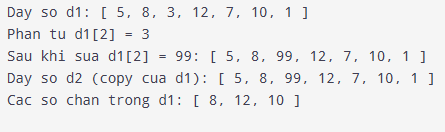 Day so d1: [ 5, 8, 3, 12, 7, 10, 1 ]
Phan tu d1[2] = 3
Sau khi sua d1[2] = 99: [ 5, 8, 99, 12, 7, 10, 1 ]
Day so d2 (copy cua d1): [ 5, 8, 99, 12, 7, 10, 1 ]
Cac so chan trong d1: [ 8, 12, 10 ]